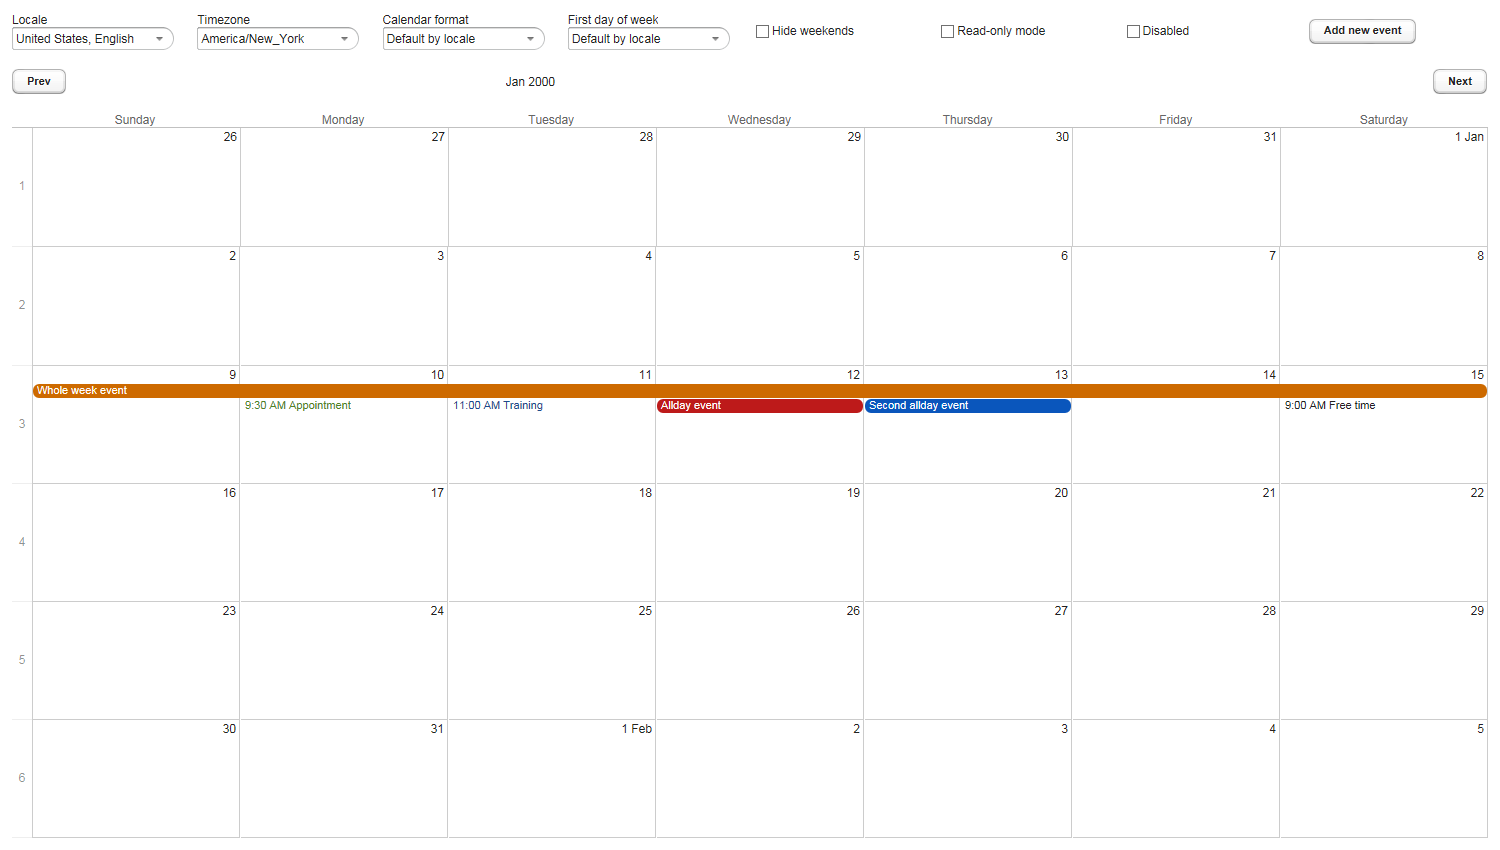 Locale Timezone Calendar format First day of week
United States, English America/New_York Default by locale Default by locale Hide weekends Read-only mode Disabled Add new event
Prev Jan 2000 Next
Sunday Monday Tuesday Wednesday Thursday Friday Saturday
26 27 28 29 30 31 1 Jan
1
2 3 4 5 6 7 8
2
9 10 11 12 13 14 15
Whole week event
9:30 AM Appointment 11:00 AM Training Allday event Second allday event 9:00 AM Free time
3
16 17 18 19 20 21 22
4
23 24 25 26 27 28 29
5
30 31 1 Feb 2 3 4 5
6